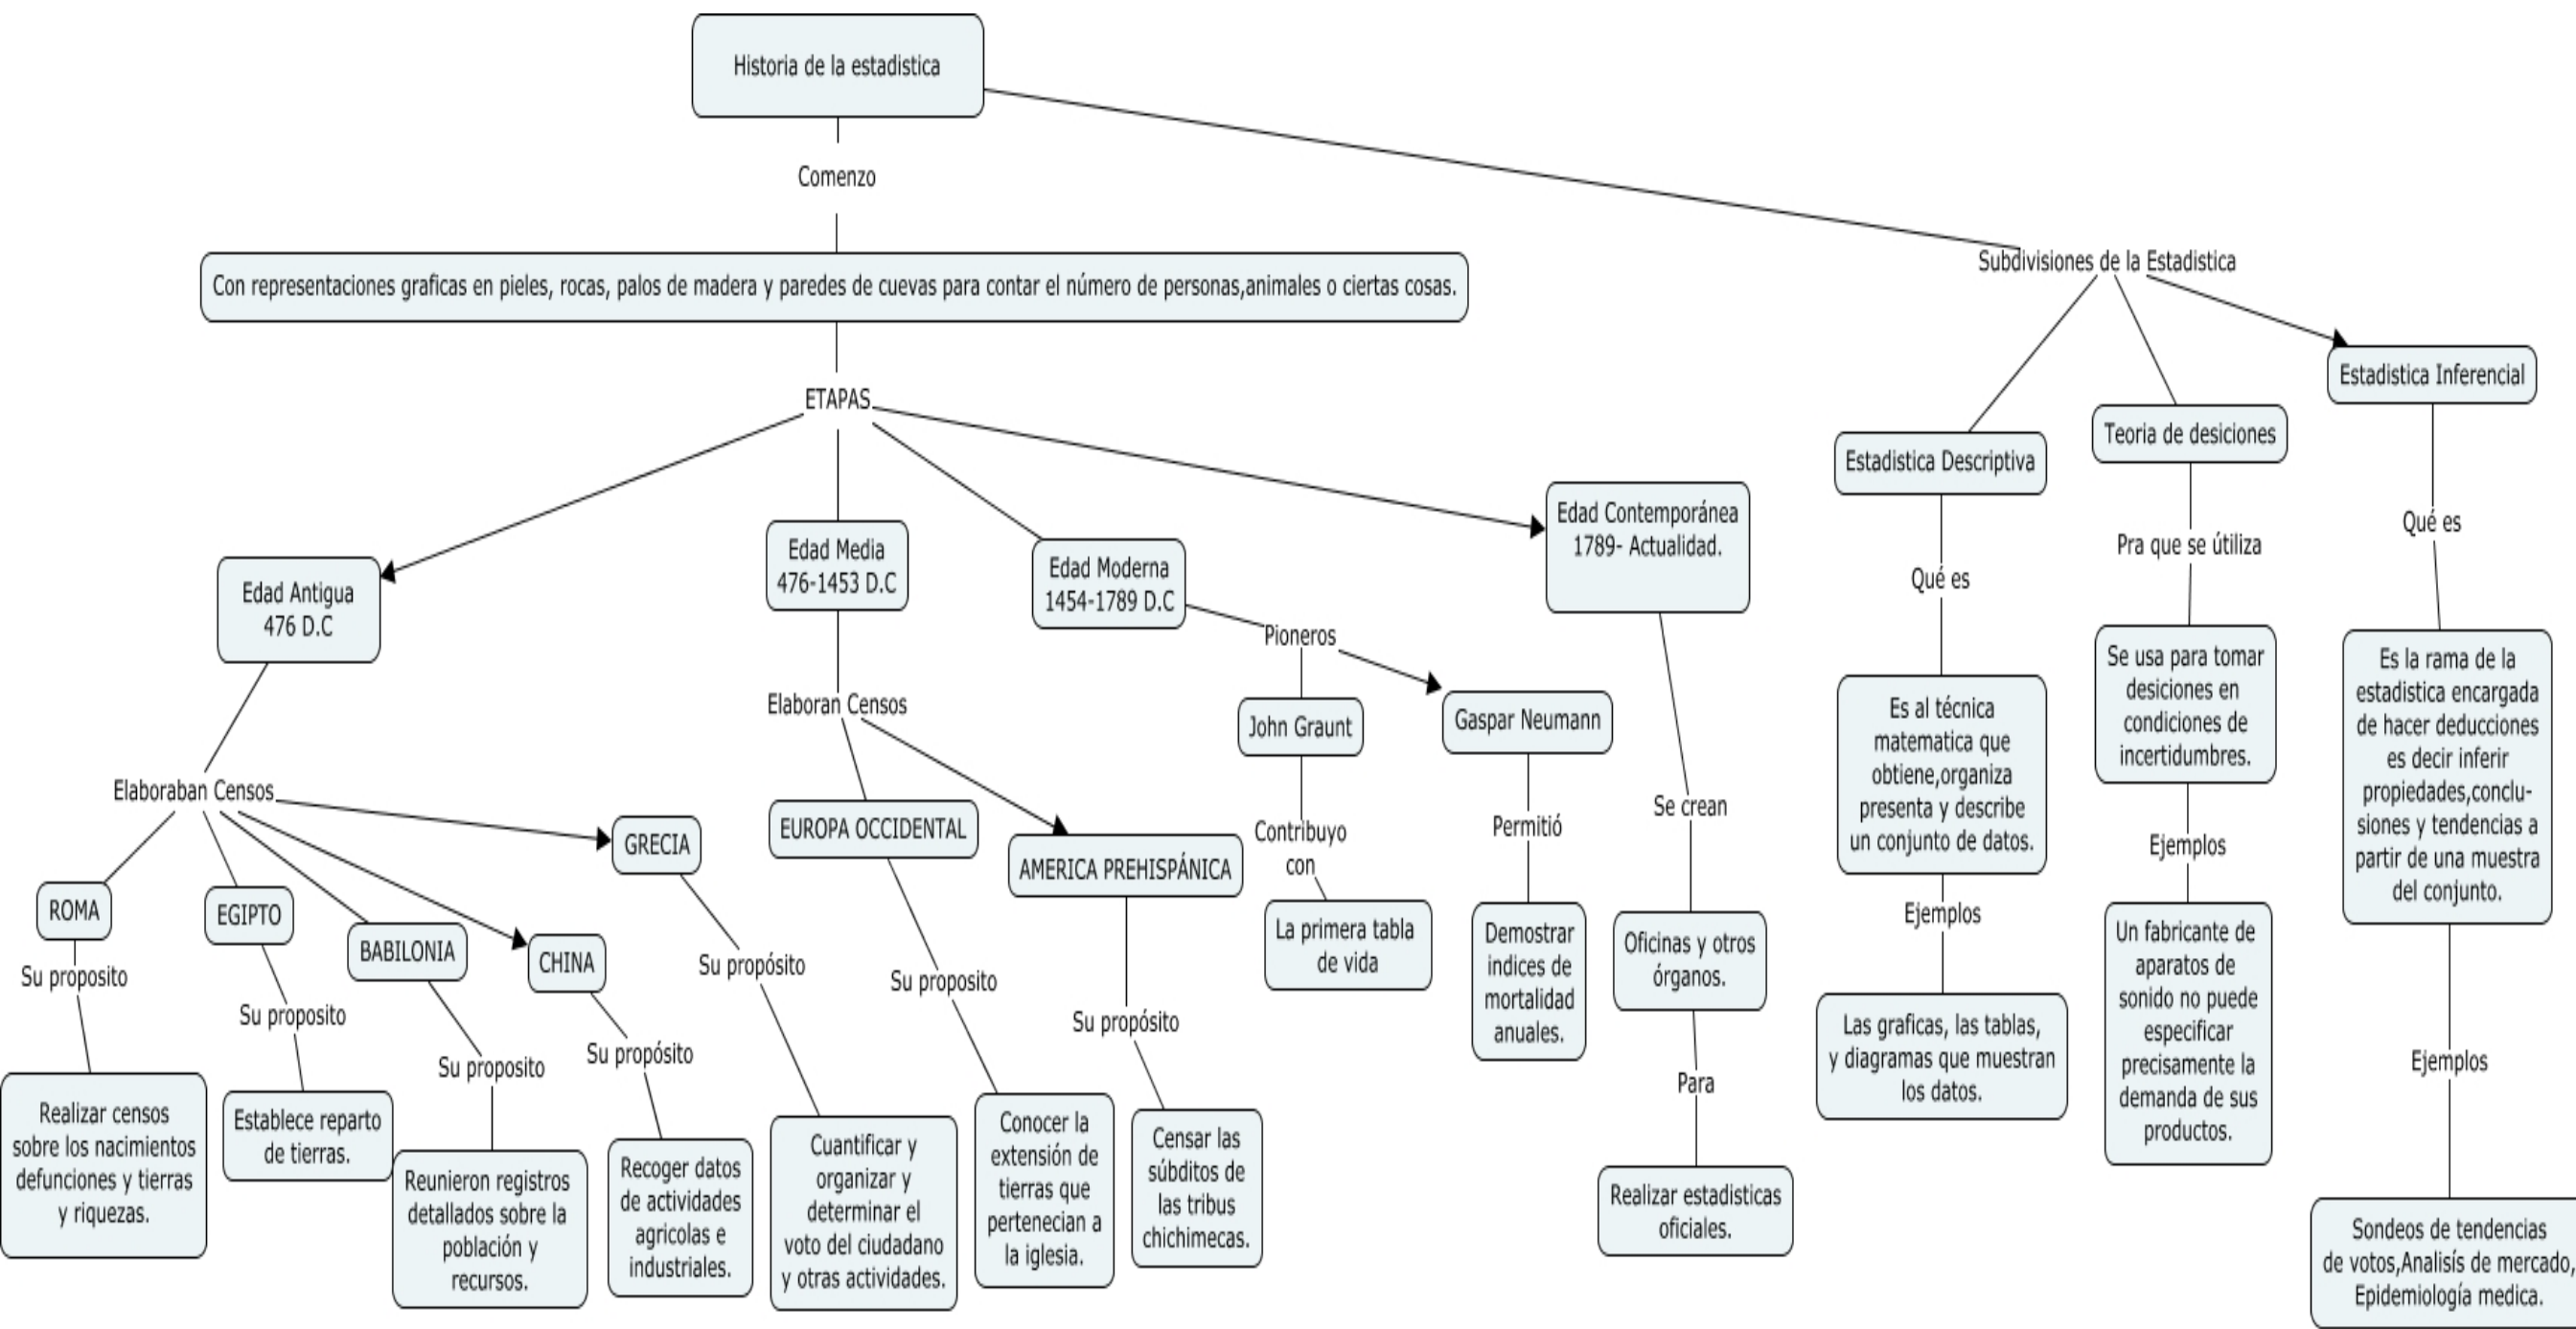 Historia de la estadistica
Comenzo
Con representaciones graficas en pieles, rocas, palos de madera y paredes de cuevas para contar el número de personas,animales o ciertas cosas.
ETAPAS
Edad Antigua
476 D.C
Elaboraban Censos
ROMA
Su proposito
Realizar censos
sobre los nacimientos
defunciones y tierras
y riquezas.
EGIPTO
Su proposito
Establece reparto
de tierras.
BABILONIA
Su proposito
Reunieron registros
detallados sobre la
población y
recursos.
CHINA
Su propósito
Recoger datos
de actividades
agricolas e
industriales.
GRECIA
Su propósito
Cuantificar y
organizar y
determinar el
voto del ciudadano
y otras actividades.
Edad Media
476-1453 D.C
Elaboran Censos
EUROPA OCCIDENTAL
Su proposito
Conocer la
extensión de
tierras que
pertenecian a
la iglesia.
AMERICA PREHISPÁNICA
Su propósito
Censar las
súbditos de
las tribus
chichimecas.
Edad Moderna
1454-1789 D.C
Pioneros
John Graunt
Contribuyo
con
La primera tabla
de vida
Gaspar Neumann
Permitió
Demostrar
indices de
mortalidad
anuales.
Edad Contemporánea
1789- Actualidad.
Se crean
Oficinas y otros
órganos.
Para
Realizar estadisticas
oficiales.
Subdivisiones de la Estadistica
Estadistica Descriptiva
Qué es
Es al técnica
matematica que
obtiene,organiza
presenta y describe
un conjunto de datos.
Ejemplos
Las graficas, las tablas,
y diagramas que muestran
los datos.
Teoria de desiciones
Pra que se útiliza
Se usa para tomar
desiciones en
condiciones de
incertidumbres.
Ejemplos
Un fabricante de
aparatos de
sonido no puede
especificar
precisamente la
demanda de sus
productos.
Estadistica Inferencial
Qué es
Es la rama de la
estadistica encargada
de hacer deducciones
es decir inferir
propiedades,conclu-
siones y tendencias a
partir de una muestra
del conjunto.
Ejemplos
Sondeos de tendencias
de votos,Analisís de mercado,
Epidemiología medica.